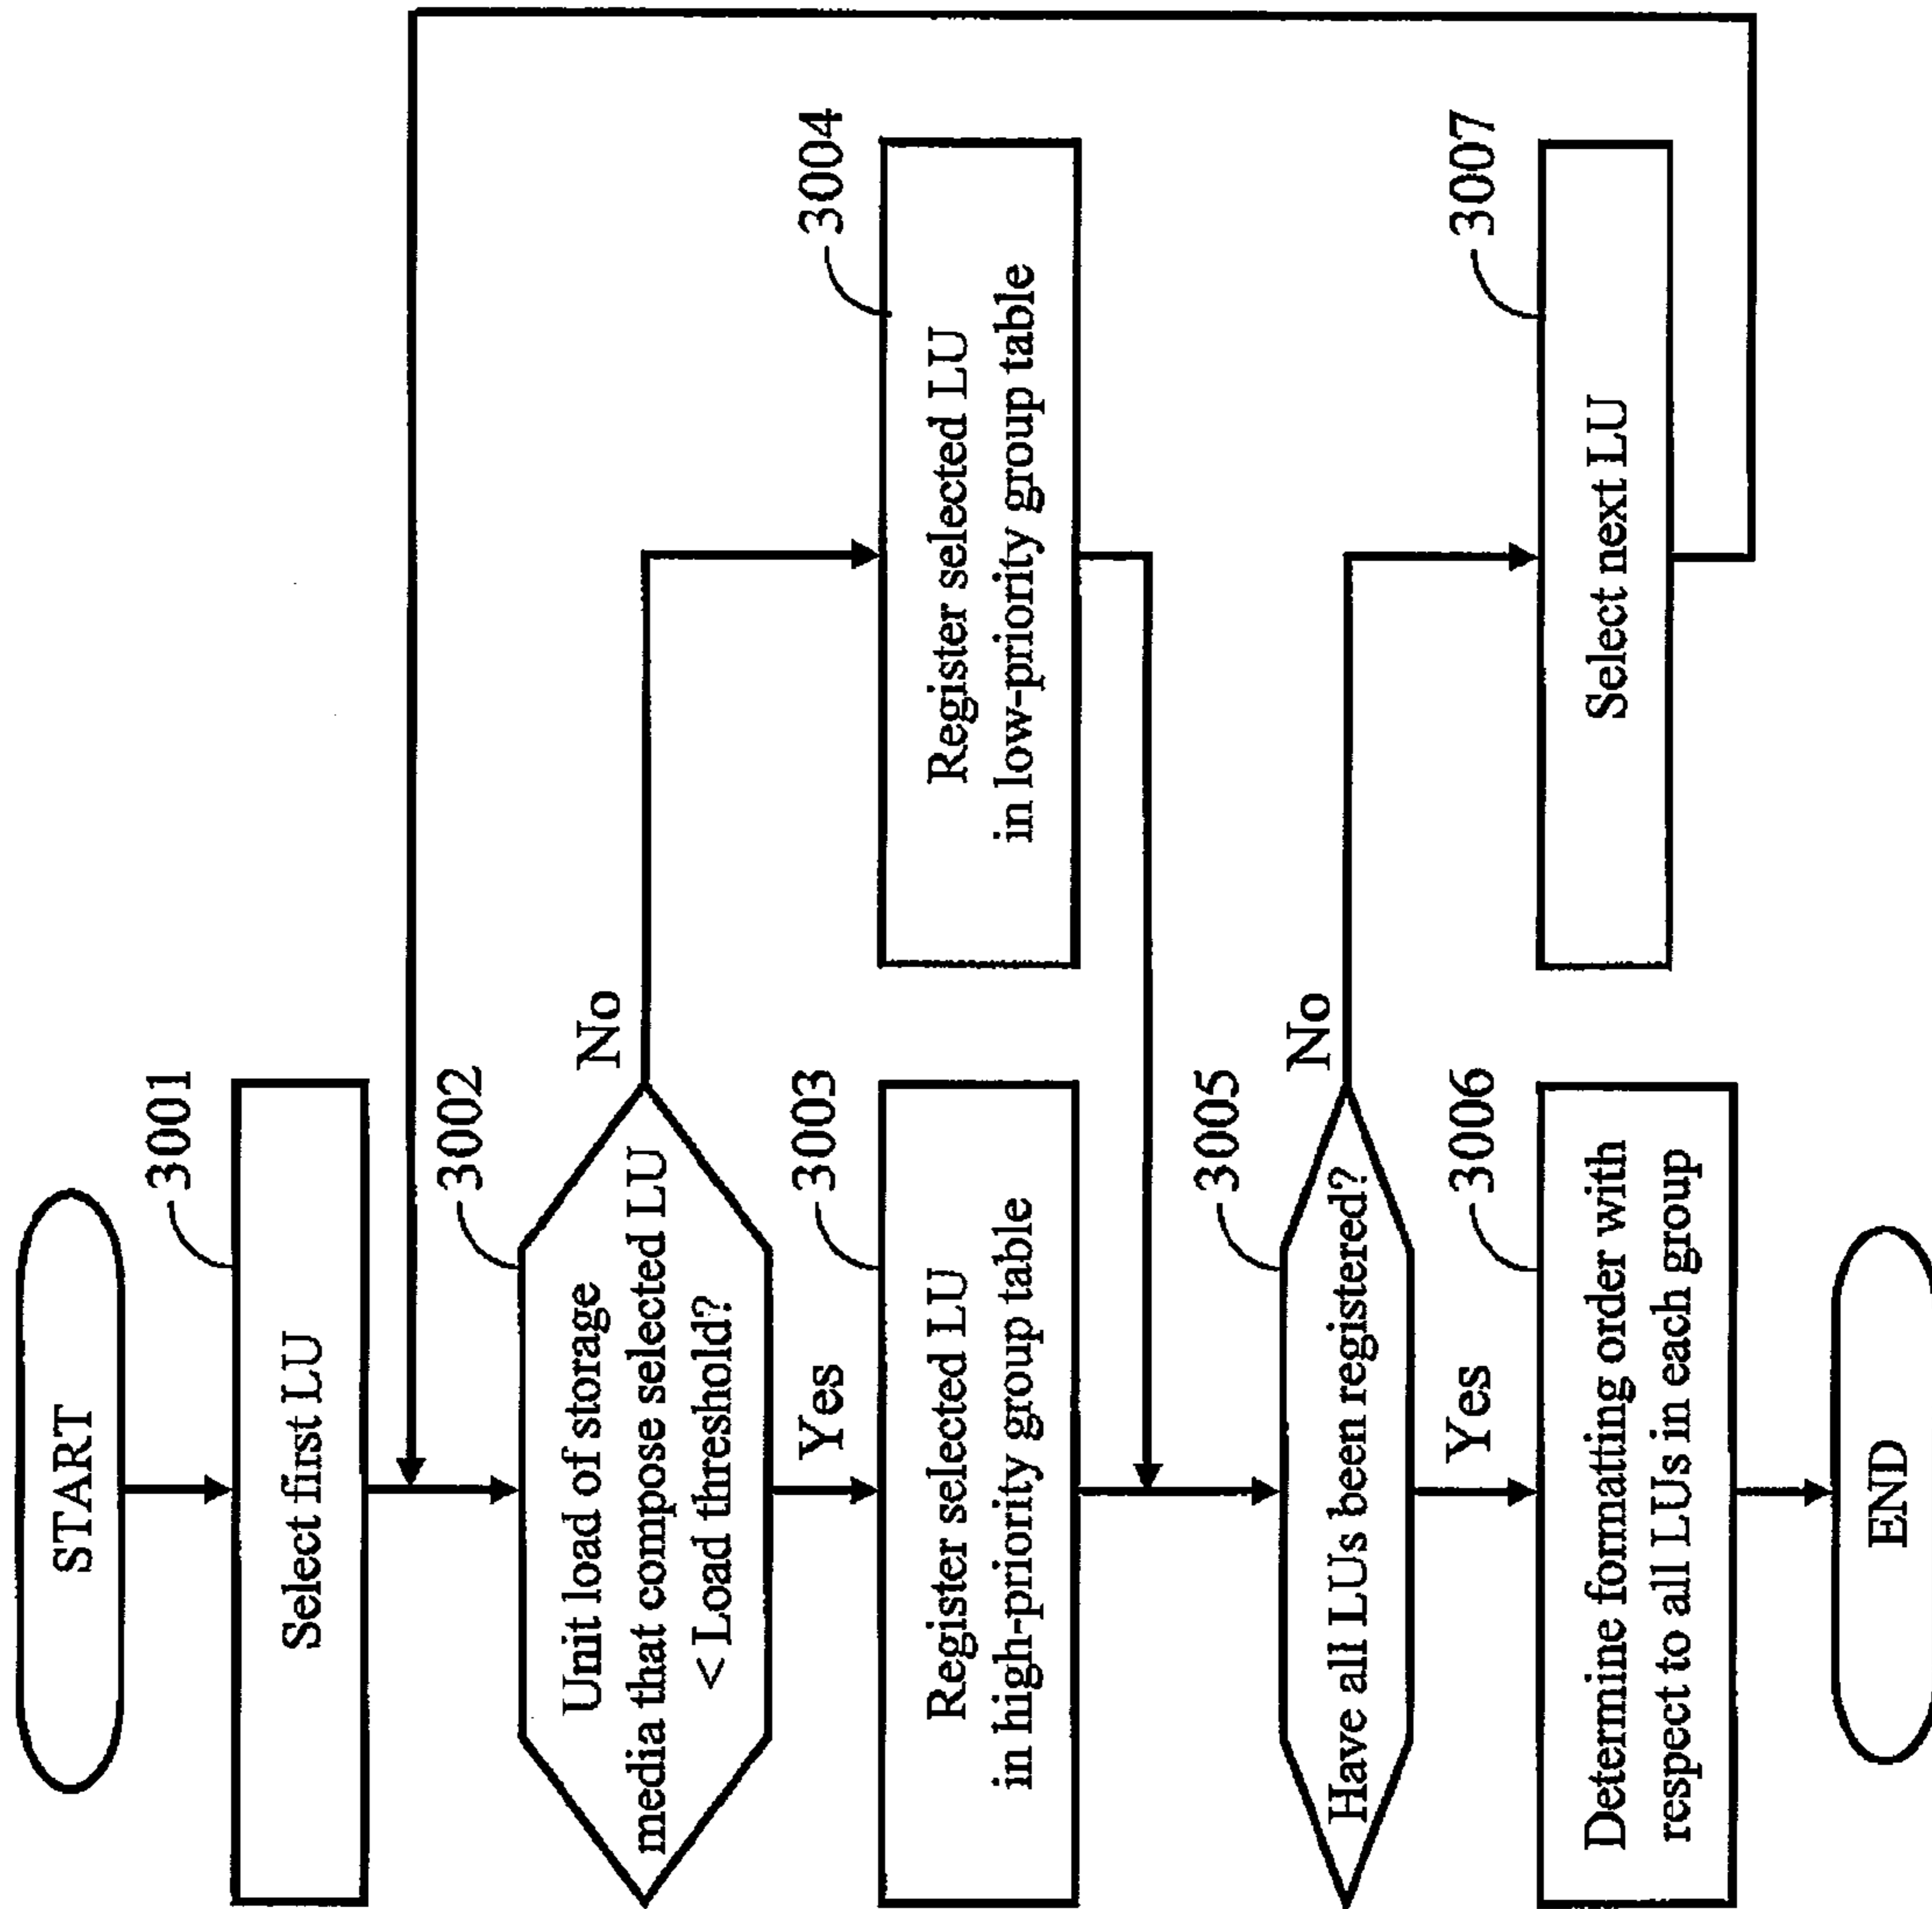 START
3001
Select first LU
3002
Unit load of storage
media that compose selected LU
< Load threshold?
No
Yes
3003
Register selected LU
in high-priority group table
3004
Register selected LU
in low-priority group table
3005
Have all LUs been registered?
No
Yes
3006
Determine formatting order with
respect to all LUs in each group
3007
Select next LU
END